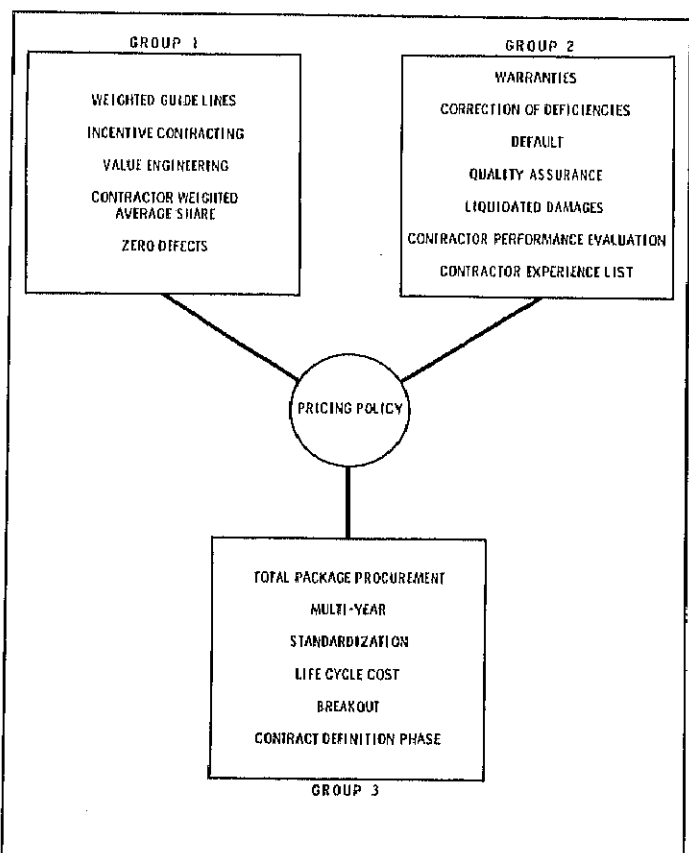 GROUP 1
WEIGHTED GUIDE LINES
INCENTIVE CONTRACTING
VALUE ENGINEERING
CONTRACTOR WEIGHTED
AVERAGE SHARE
ZERO DEFECTS
GROUP 2
WARRANTIES
CORRECTION OF DEFICIENCIES
DEFAULT
QUALITY ASSURANCE
LIQUIDATED DAMAGES
CONTRACTOR PERFORMANCE EVALUATION
CONTRACTOR EXPERIENCE LIST
PRICING POLICY
TOTAL PACKAGE PROCUREMENT
MULTI-YEAR
STANDARDIZATION
LIFE CYCLE COST
BREAKOUT
CONTRACT DEFINITION PHASE
GROUP 3